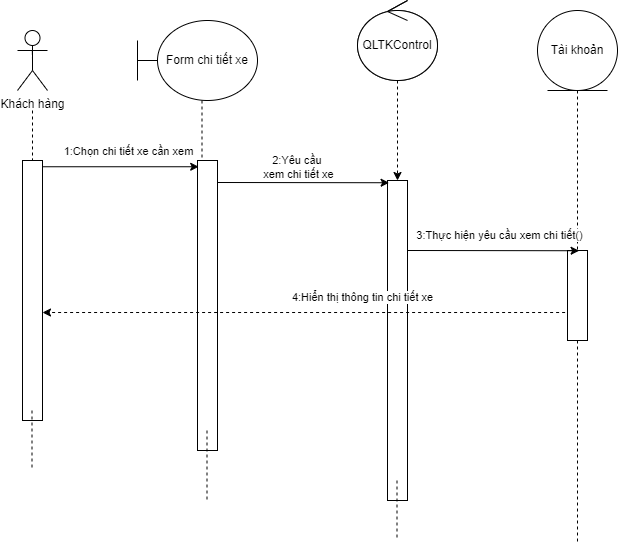 Form chi tiết xe
QLTKControl
Tài khoản
Khách hàng
1:Chọn chi tiết xe cần xem
2:Yêu cầu
xem chi tiết xe
3:Thực hiện yêu cầu xem chi tiết()
4:Hiển thị thông tin chi tiết xe